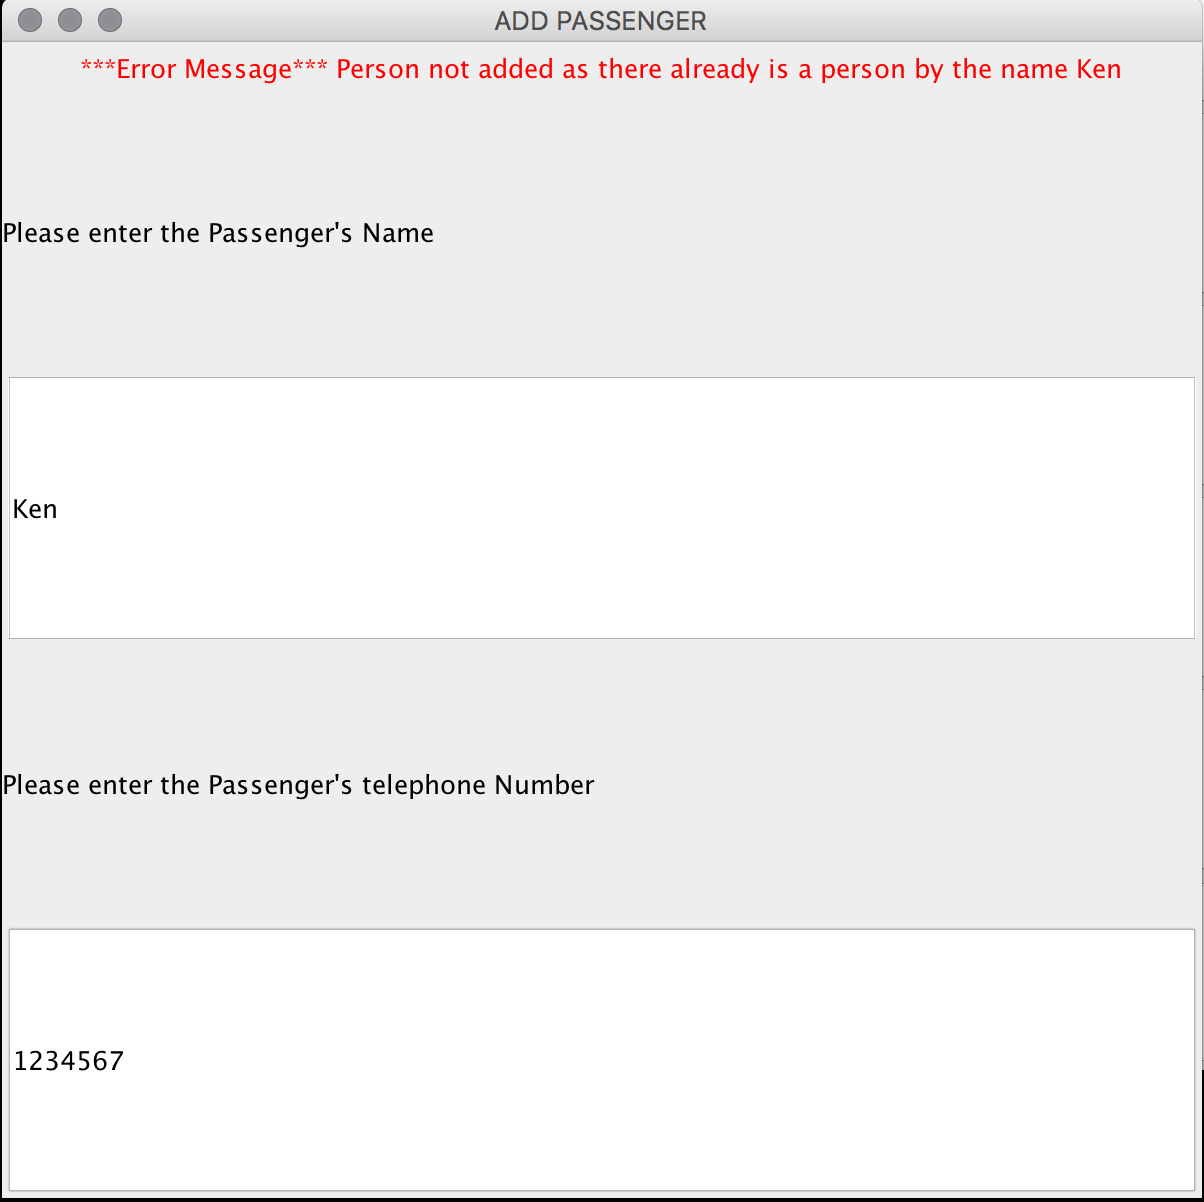 ADD PASSENGER
***Error Message*** Person not added as there already is a person by the name Ken
Please enter the Passenger's Name
Ken
Please enter the Passenger's telephone Number
1234567